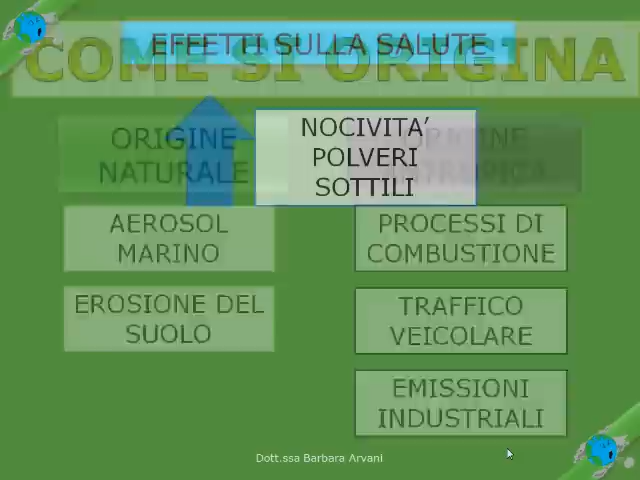 EFFETTI SULLA SALUTE
COME SI ORIGINA
NOCIVITA’
POLVERI
SOTTILI
ORIGINE
NATURALE
ORIGINE
AEROSOL
MARINO
PROCESSI DI
COMBUSTIONE
EROSIONE DEL
SUOLO
TRAFFICO
VEICOLARE
EMISSIONI
INDUSTRIALI
Dott.ssa Barbara Arvani